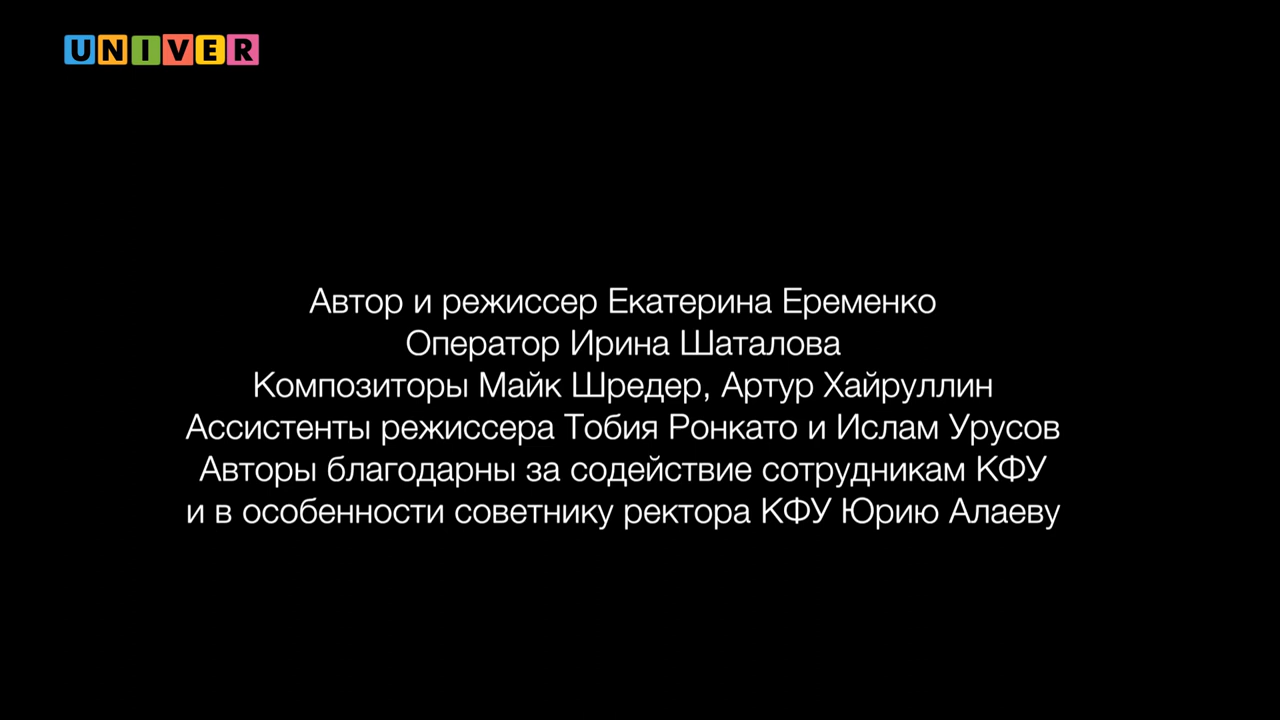 UNIVER
Автор и режиссер Екатерина Еременко
Оператор Ирина Шаталова
Композиторы Майк Шредер, Артур Хайруллин
Ассистенты режиссера Тобия Ронкато и Ислам Урусов
Авторы благодарны за содействие сотрудникам КФУ
и в особенности советнику ректора КФУ Юрию Алаеву